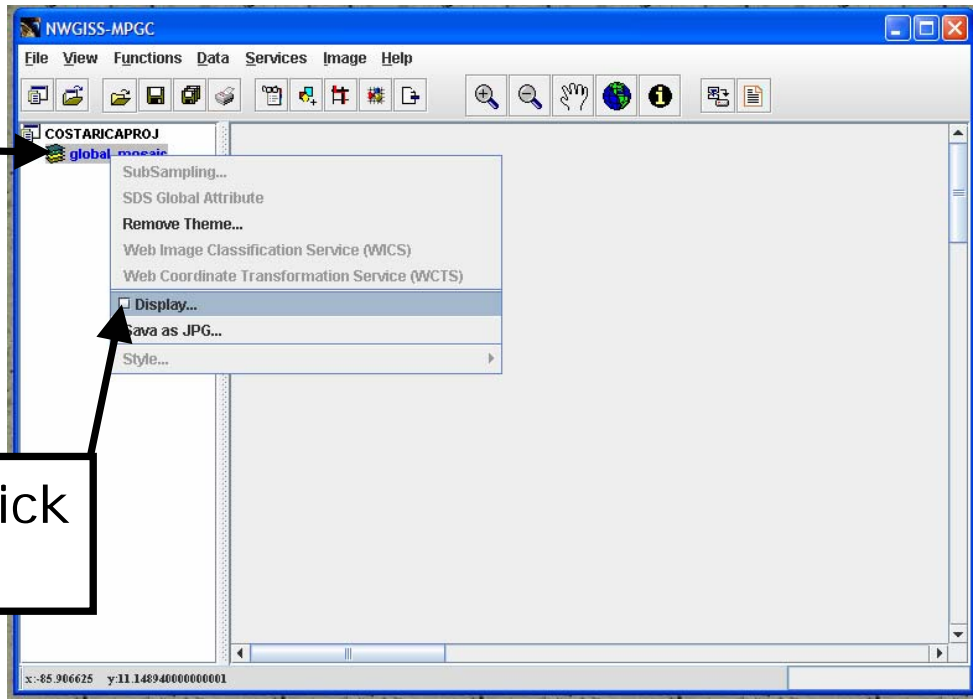 NWGISS-MPGC
File View Functions Data Services Image Help
COSTARICAPROJ
global_mosaic
SubSampling...
SDS Global Attribute
Remove Theme...
Web Image Classification Service (WICS)
Web Coordinate Transformation Service (WCTS)
Display...
Sava as JPG...
Style...
ick
x:-85.906625 y:11.148940000000001